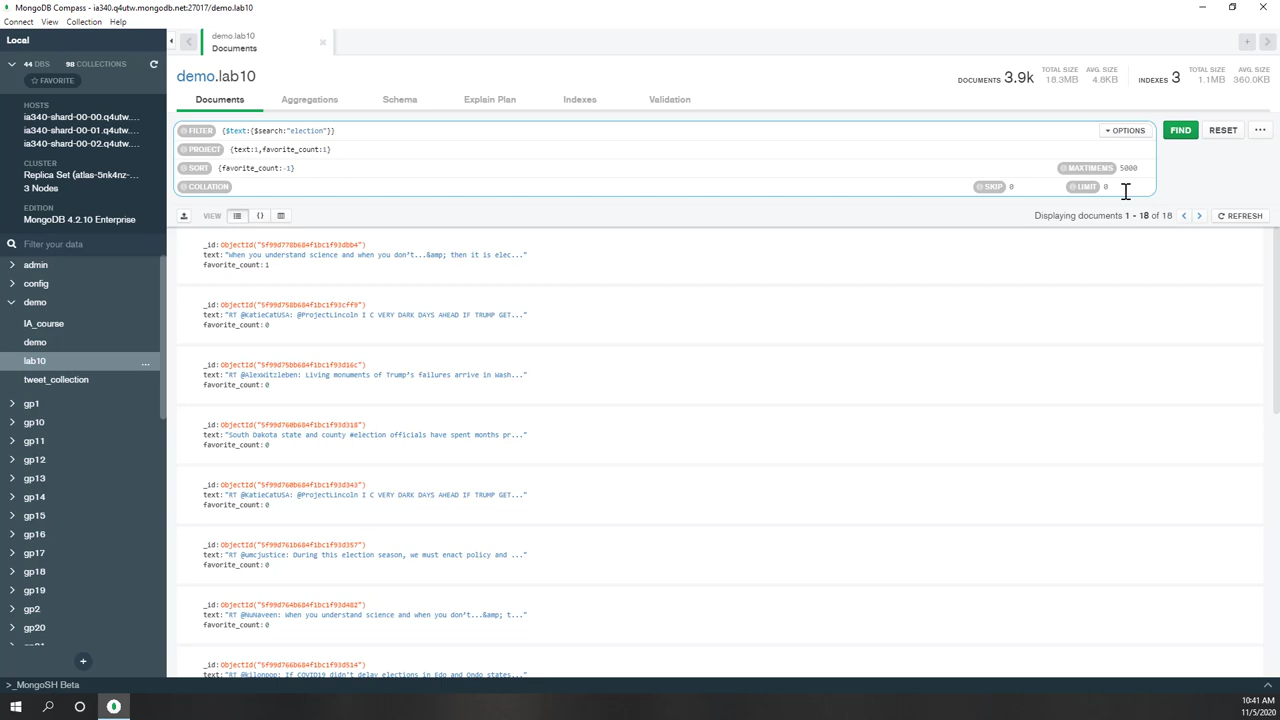 MongoDB Compass - ia340.q4utw.mongodb.net:27017/demo.lab10
Connect View Collection Help
Local
44 DBS 98 COLLECTIONS
FAVORITE
HOSTS
ia340-shard-00-00.q4utw....
ia340-shard-00-01.q4utw....
ia340-shard-00-02.q4utw....
CLUSTER
Replica Set (atlas-5nk4nz-...
3 Nodes
EDITION
MongoDB 4.2.10 Enterprise
Filter your data
admin
config
demo
IA_course
demo
lab10 ...
tweet_collection
gp1
gp10
gp11
gp12
gp13
gp14
gp15
gp16
gp17
gp18
gp19
gp2
gp20
demo.lab10
Documents
demo.lab10
DOCUMENTS 3.9k TOTAL SIZE 18.3MB AVG. SIZE 4.8KB INDEXES 3 TOTAL SIZE 1.1MB AVG. SIZE 360.0KB
Documents Aggregations Schema Explain Plan Indexes Validation
FILTER {$text:{$search:"election"}} OPTIONS FIND RESET ...
PROJECT {text:1,favorite_count:1}
SORT {favorite_count:-1} MAXTIMEMS 5000
COLLATION SKIP 0 LIMIT 0
VIEW {} Displaying documents 1 - 18 of 18 REFRESH
_id:ObjectId("5f99d778b684f1bc1f93dbb4")
text:"When you understand science and when you don't...&amp; then it is elec..."
favorite_count:1
_id:ObjectId("5f99d758b684f1bc1f93cff9")
text:"RT @KatieCatUSA: @ProjectLincoln I C VERY DARK DAYS AHEAD IF TRUMP GET..."
favorite_count:0
_id:ObjectId("5f99d75bb684f1bc1f93d16c")
text:"RT @AlexWitzleben: Living monuments of Trump's failures arrive in Wash..."
favorite_count:0
_id:ObjectId("5f99d760b684f1bc1f93d318")
text:"South Dakota state and county #election officials have spent months pr..."
favorite_count:0
_id:ObjectId("5f99d760b684f1bc1f93d343")
text:"RT @KatieCatUSA: @ProjectLincoln I C VERY DARK DAYS AHEAD IF TRUMP GET..."
favorite_count:0
_id:ObjectId("5f99d761b684f1bc1f93d357")
text:"RT @umcjustice: During this election season, we must enact policy and ..."
favorite_count:0
_id:ObjectId("5f99d764b684f1bc1f93d482")
text:"RT @NuNaveen: When you understand science and when you don't...&amp; t..."
favorite_count:0
_id:ObjectId("5f99d766b684f1bc1f93d514")
text:"RT @kilonpop: If COVID19 didn't delay elections in Edo and Ondo states..."
>_MongoSH Beta
10:41 AM
11/5/2020